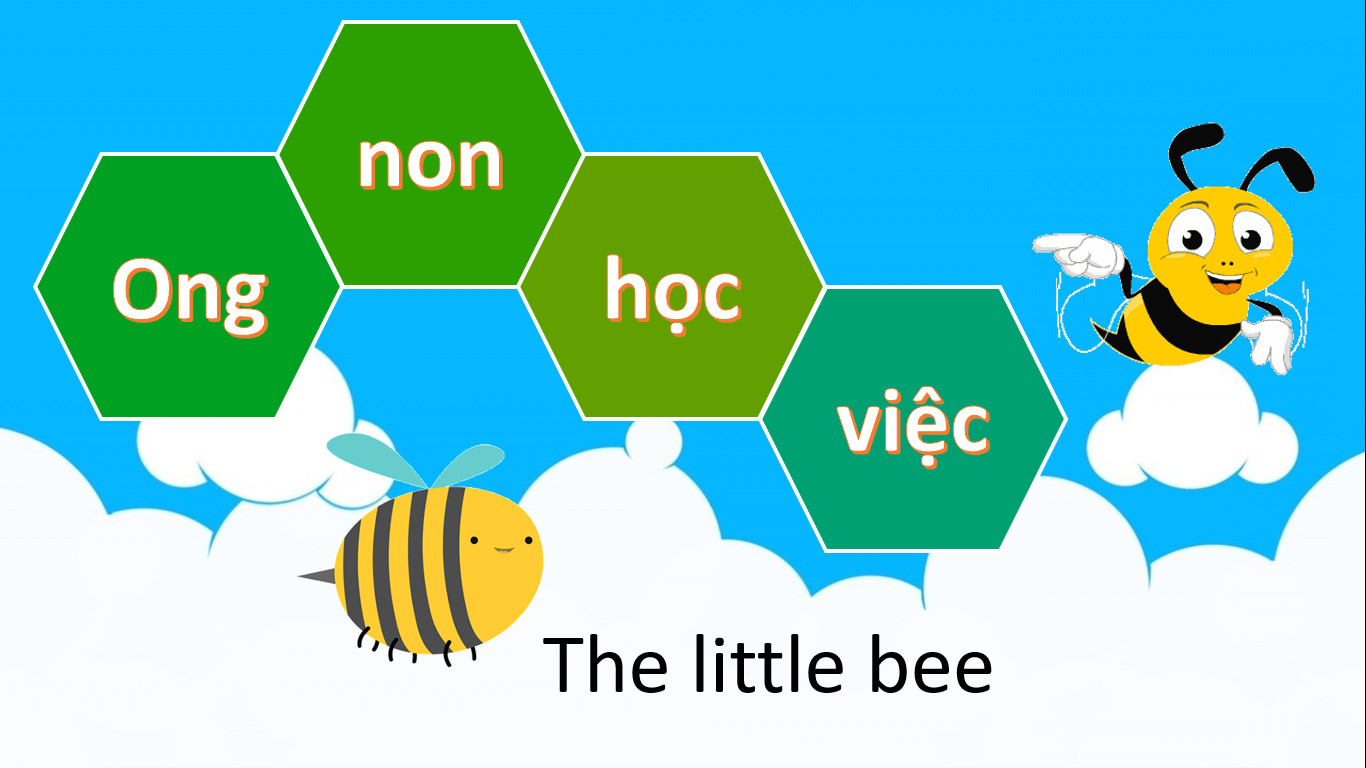 Ong
non
học
việc
The little bee